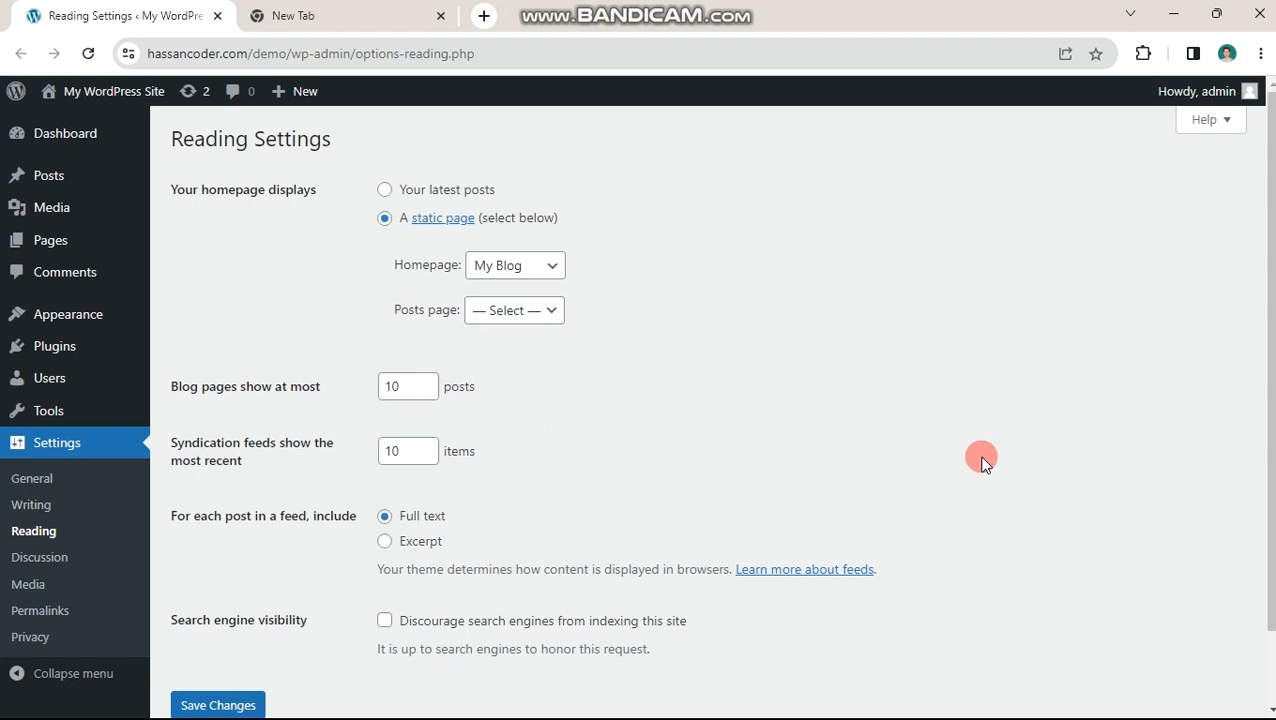 Reading Settings ‹ My WordPre
New Tab
www.BANDICAM.com
hassancoder.com/demo/wp-admin/options-reading.php
My WordPress Site
2
0
New
Howdy, admin
Dashboard
Posts
Media
Pages
Comments
Appearance
Plugins
Users
Tools
Settings
General
Writing
Reading
Discussion
Media
Permalinks
Privacy
Collapse menu
Reading Settings
Help
Your homepage displays
Your latest posts
A static page (select below)
Homepage: My Blog
Posts page: — Select —
Blog pages show at most 10 posts
Syndication feeds show the
most recent
10 items
For each post in a feed, include
Full text
Excerpt
Your theme determines how content is displayed in browsers. Learn more about feeds.
Search engine visibility
Discourage search engines from indexing this site
It is up to search engines to honor this request.
Save Changes